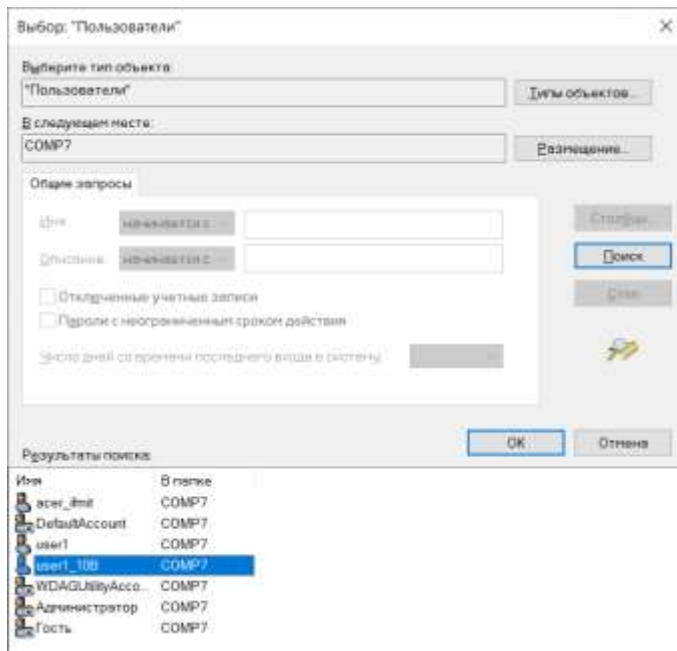 Выбор: "Пользователи"
Выберите тип объекта:
"Пользователи"
Типы объектов...
В следующем месте:
COMP7
Размещение...
Общие запросы
Имя:
начинается с
Столбцы...
Описание:
начинается с
Поиск
Отключенные учетные записи
Стоп
Пароли с неограниченным сроком действия
Число дней со времени последнего входа в систему:
OK
Отмена
Результаты поиска:
Имя
В папке
acer_ifmit
COMP7
DefaultAccount
COMP7
user1
COMP7
user1_10B
COMP7
WDAGUtilityAcco...
COMP7
Администратор
COMP7
Гость
COMP7